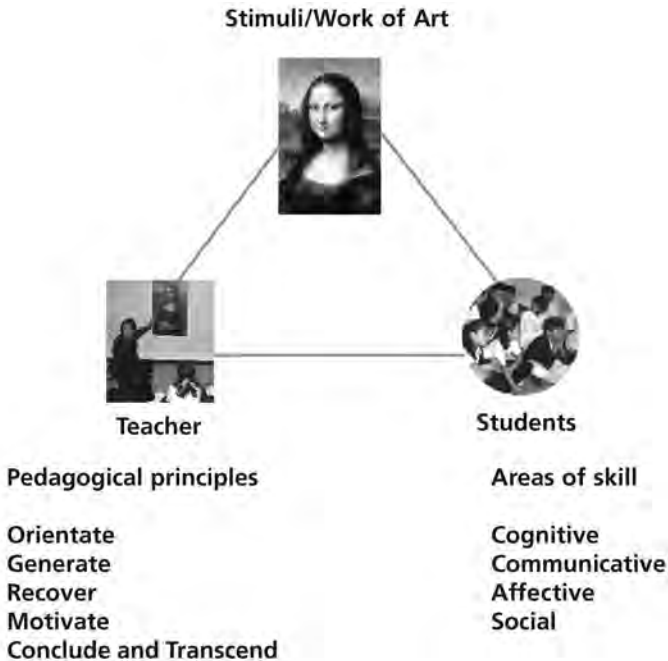 Stimuli/Work of Art
Teacher
Students
Pedagogical principles
Areas of skill
Orientate
Generate
Recover
Motivate
Conclude and Transcend
Cognitive
Communicative
Affective
Social